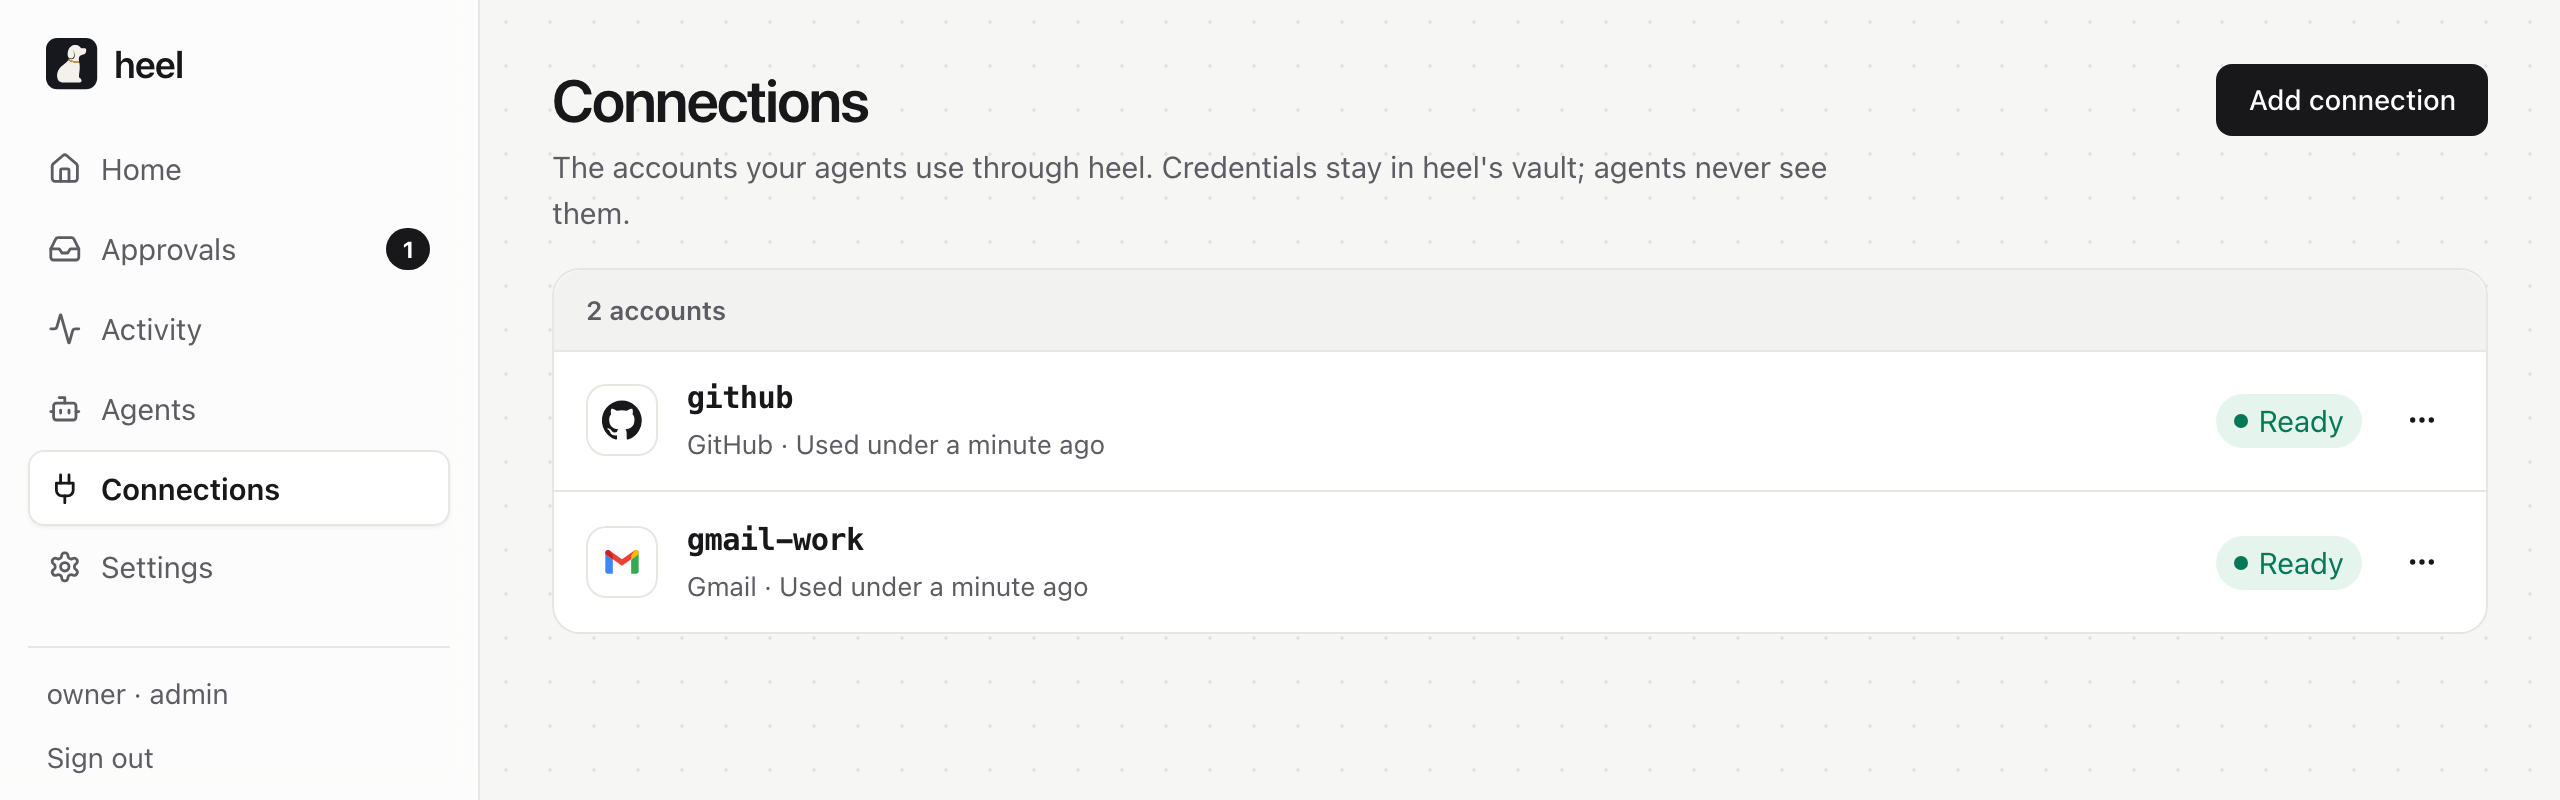 heel
Home
Approvals
1
Activity
Agents
Connections
Settings
owner · admin
Sign out
Connections
Add connection
The accounts your agents use through heel. Credentials stay in heel's vault; agents never see
them.
2 accounts
github
GitHub · Used under a minute ago
Ready
gmail-work
Gmail · Used under a minute ago
Ready